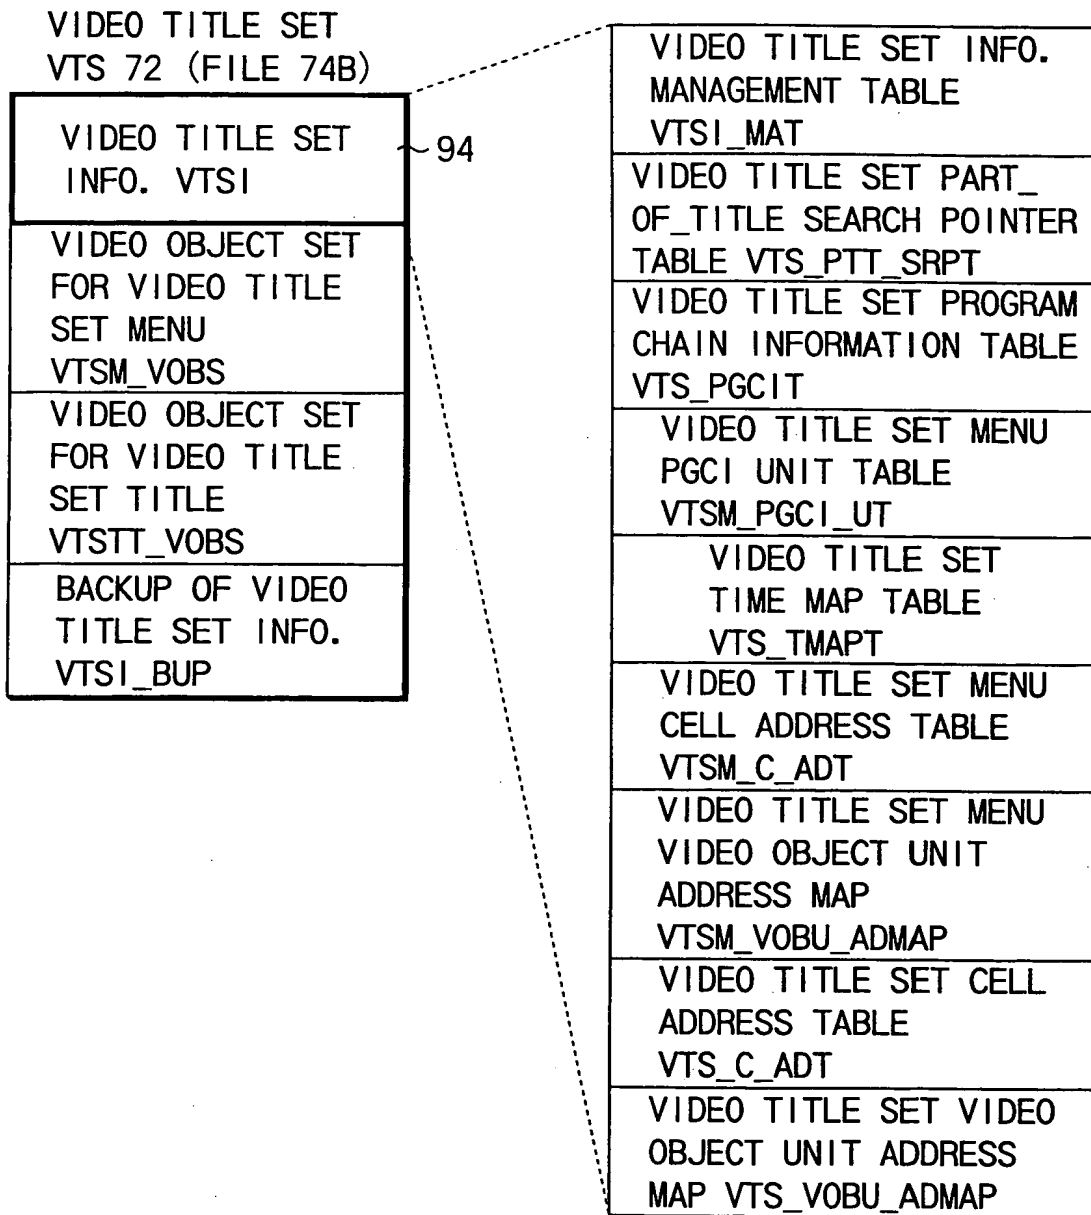 VIDEO TITLE SET
VTS 72 (FILE 74B)
VIDEO TITLE SET
INFO. VTSI
94
VIDEO OBJECT SET
FOR VIDEO TITLE
SET MENU
VTSM_VOBS
VIDEO OBJECT SET
FOR VIDEO TITLE
SET TITLE
VTSTT_VOBS
BACKUP OF VIDEO
TITLE SET INFO.
VTSI_BUP
VIDEO TITLE SET INFO.
MANAGEMENT TABLE
VTSI_MAT
VIDEO TITLE SET PART_
OF_TITLE SEARCH POINTER
TABLE VTS_PTT_SRPT
VIDEO TITLE SET PROGRAM
CHAIN INFORMATION TABLE
VTS_PGCIT
VIDEO TITLE SET MENU
PGCI UNIT TABLE
VTSM_PGCI_UT
VIDEO TITLE SET
TIME MAP TABLE
VTS_TMAPT
VIDEO TITLE SET MENU
CELL ADDRESS TABLE
VTSM_C_ADT
VIDEO TITLE SET MENU
VIDEO OBJECT UNIT
ADDRESS MAP
VTSM_VOBU_ADMAP
VIDEO TITLE SET CELL
ADDRESS TABLE
VTS_C_ADT
VIDEO TITLE SET VIDEO
OBJECT UNIT ADDRESS
MAP VTS_VOBU_ADMAP